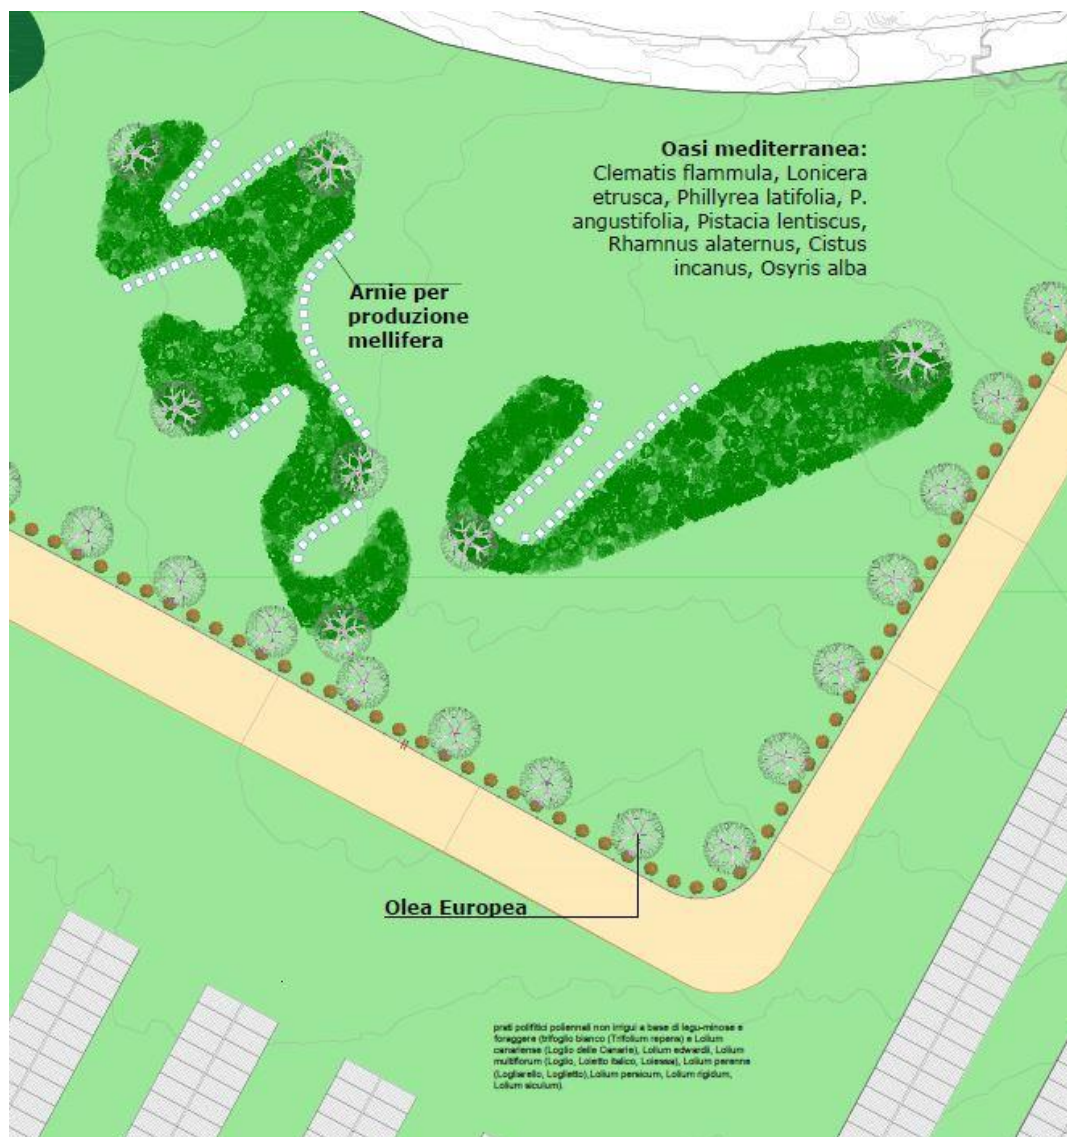 Oasi mediterranea:
Clematis flammula, Lonicera
etrusca, Phillyrea latifolia, P.
angustifolia, Pistacia lentiscus,
Rhamnus alaternus, Cistus
incanus, Osyris alba
Arnie per
produzione
mellifera
Olea Europea
prati polifitici poliennali non irrigui a base di legu-minose e
foraggere (trifoglio bianco (Trifolium repens) e Lolium
canariense (Loglio delle Canarie), Lolium edwardii, Lolium
multiflorum (Loglio, Loietto italico, Loiessa), Lolium perenne
(Logliarello, Loglietto),Lolium persicum, Lolium rigidum,
Lolium siculum).